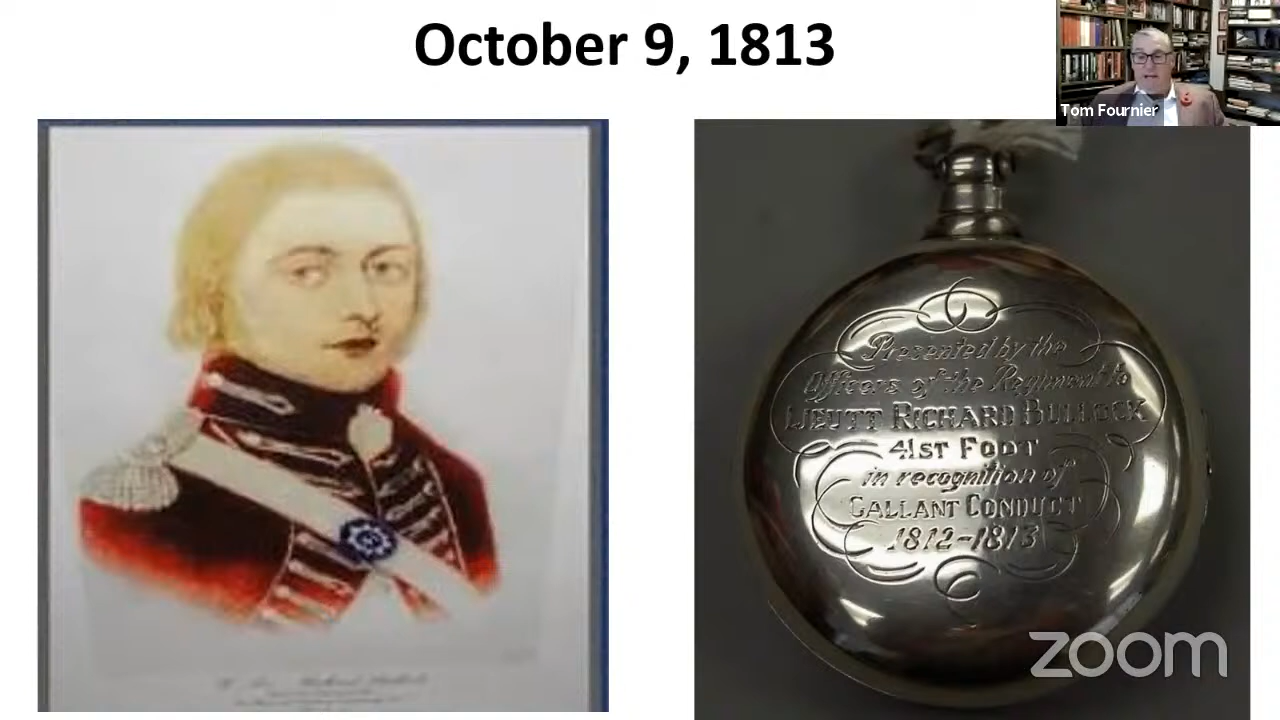 October 9, 1813
Tom Fournier
Presented by the
Officers of the Regiment to
LIEUTT RICHARD BULLOCK
41ST FOOT
in recognition of
GALLANT CONDUCT
1812-1813
zoom